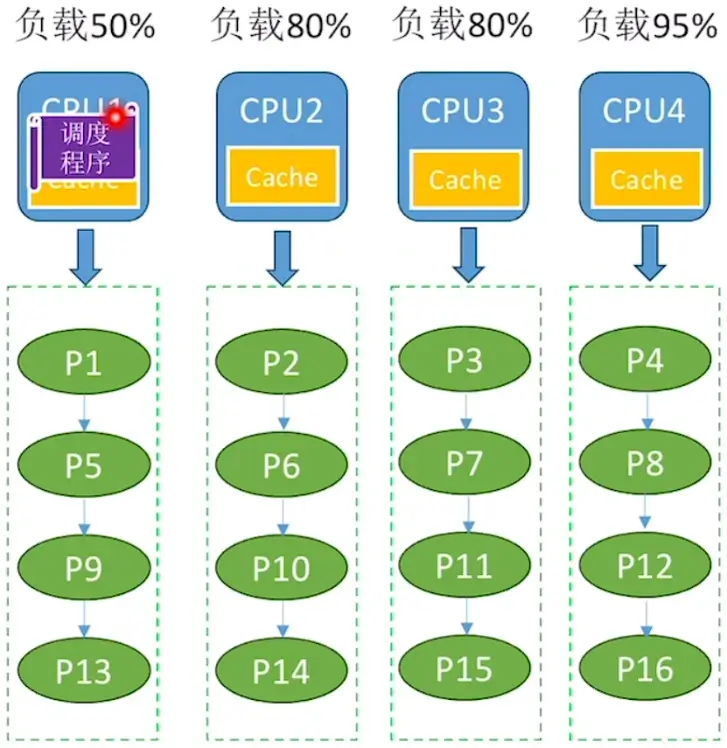 负载50% 负载80% 负载80% 负载95%
CPU1 CPU2 CPU3 CPU4
调度
程序
Cache Cache Cache Cache
P1 P2 P3 P4
P5 P6 P7 P8
P9 P10 P11 P12
P13 P14 P15 P16